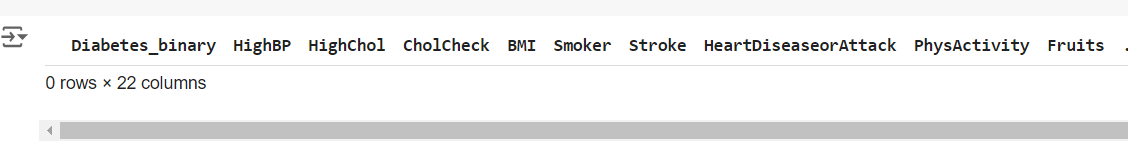 Diabetes_binary HighBP HighChol CholCheck BMI Smoker Stroke HeartDiseaseorAttack PhysActivity Fruits .
0 rows × 22 columns